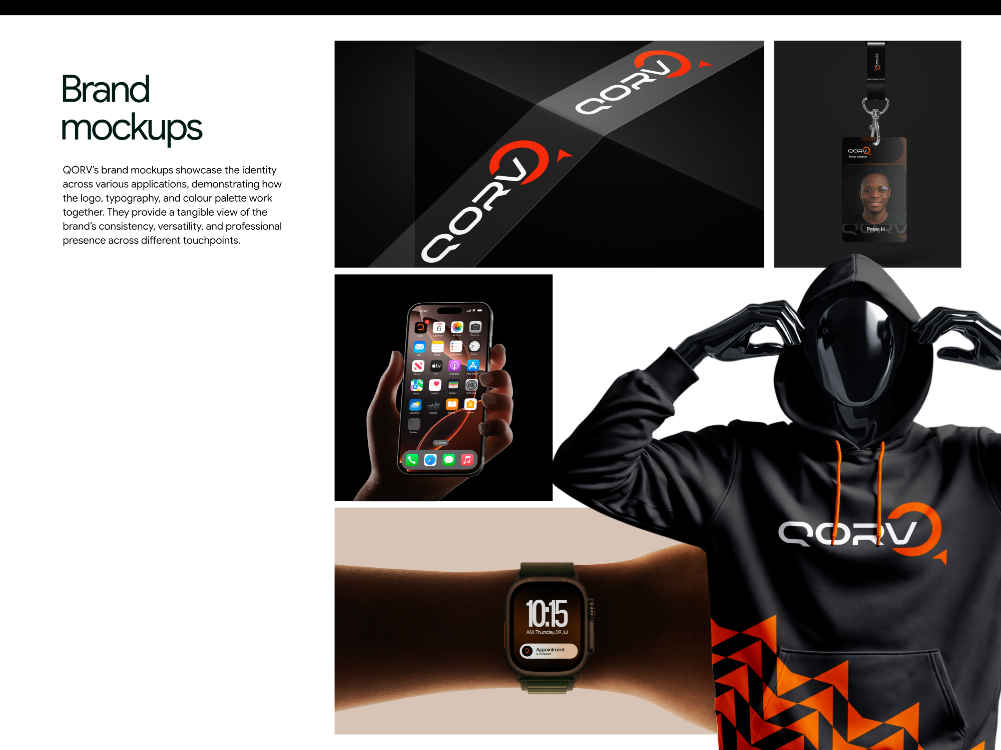 Brand
mockups
QORV's brand mockups showcase the identity
across various applications, demonstrating how
the logo, typography, and colour palette work
together. They provide a tangible view of the
brand's consistency, versatility, and professional
presence across different touchpoints.
QORV
QORV
QORV
Peter H
QORV
10:15
AM, Thursday, 09 Jul
Appointment